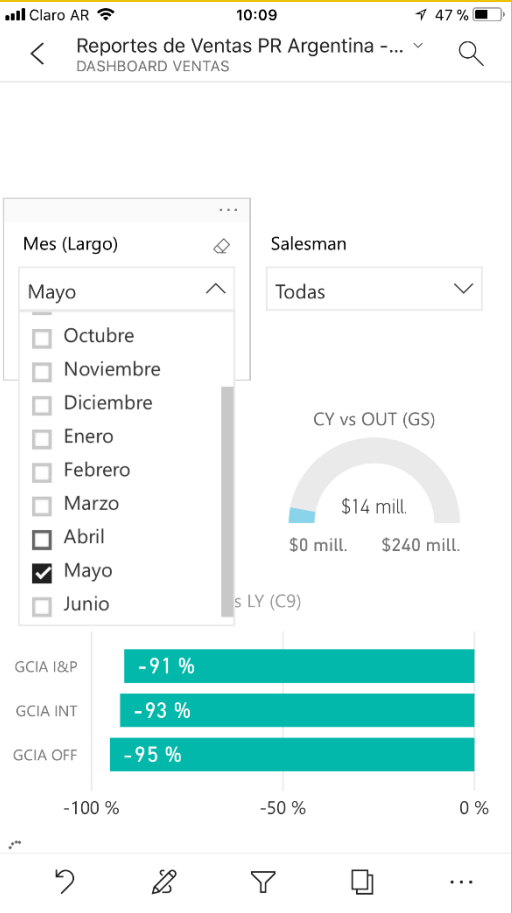 Claro AR 10:09 47 %
Reportes de Ventas PR Argentina -...
DASHBOARD VENTAS
Mes (Largo)
Salesman
Mayo
Todas
Octubre
Noviembre
Diciembre
Enero
Febrero
Marzo
Abril
Mayo
Junio
CY vs OUT (GS)
$14 mill.
$0 mill. $240 mill.
s LY (C9)
GCIA I&P -91 %
GCIA INT -93 %
GCIA OFF -95 %
-100 % -50 % 0 %